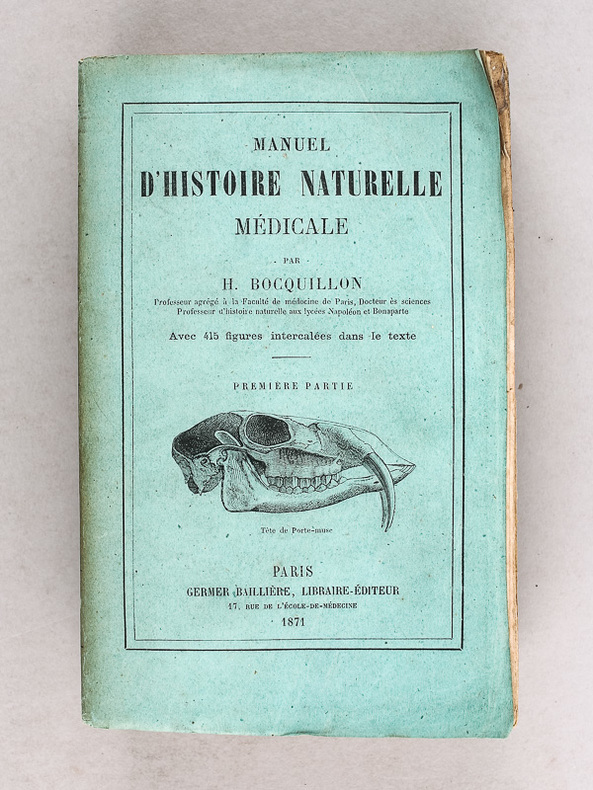 MANUEL
D'HISTOIRE NATURELLE
MÉDICALE
- PAR -
H. BOCQUILLON
Professeur agrégé à la Faculté de médecine de Paris, Docteur ès sciences
Professeur d'histoire naturelle aux lycées Napoléon et Bonaparte
Avec 415 figures intercalées dans le texte
PREMIÈRE PARTIE
Tête de Porte-musc
PARIS
GERMER BAILLIÈRE, LIBRAIRE-ÉDITEUR
17, RUE DE L'ÉCOLE-DE-MÉDECINE
1871